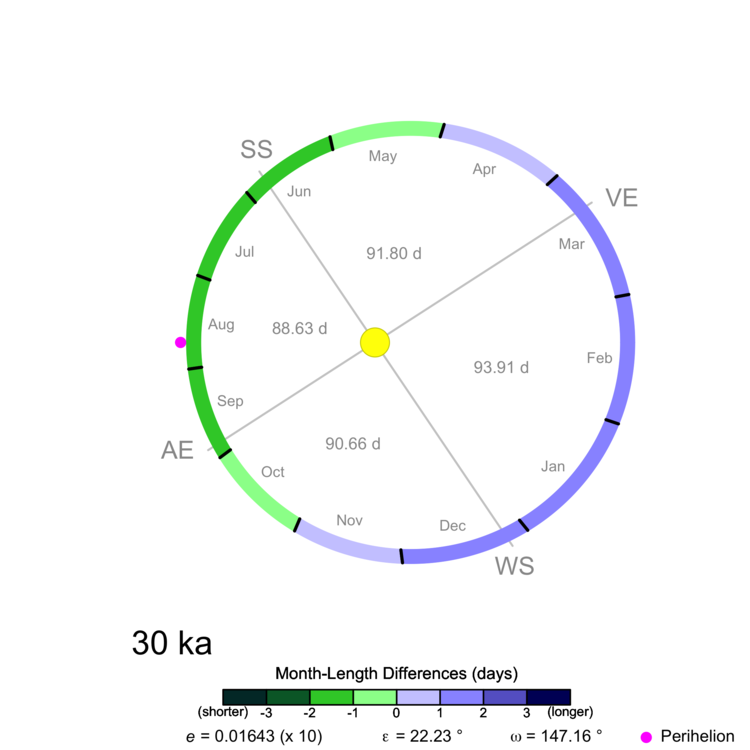 SS
May
Apr
Jun
VE
Mar
Jul
91.80 d
Aug
88.63 d
Feb
93.91 d
Sep
AE
90.66 d
Oct
Jan
Nov
Dec
WS
30 ka
Month-Length Differences (days)
(shorter) -3 -2 -1 0 1 2 3 (longer)
e = 0.01643 (x 10) ε = 22.23 ° ω = 147.16 ° Perihelion